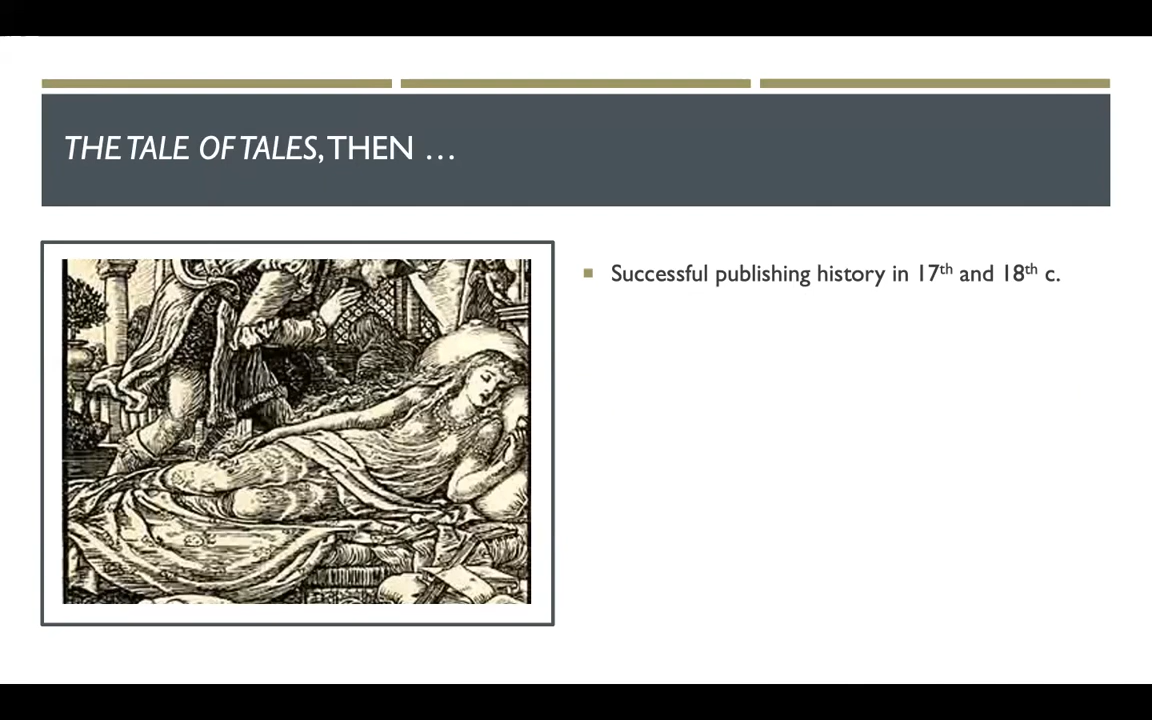 THE TALE OF TALES, THEN …
Successful publishing history in 17th and 18th c.